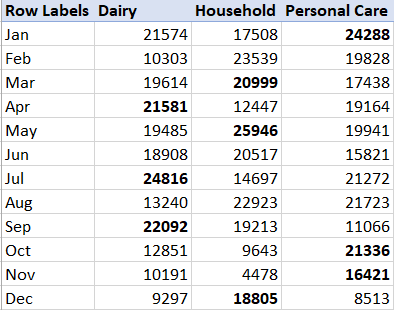 Row Labels Dairy Household Personal Care
Jan 21574 17508 24288
Feb 10303 23539 19828
Mar 19614 20999 17438
Apr 21581 12447 19164
May 19485 25946 19941
Jun 18908 20517 15821
Jul 24816 14697 21272
Aug 13240 22923 21723
Sep 22092 19213 11066
Oct 12851 9643 21336
Nov 10191 4478 16421
Dec 9297 18805 8513